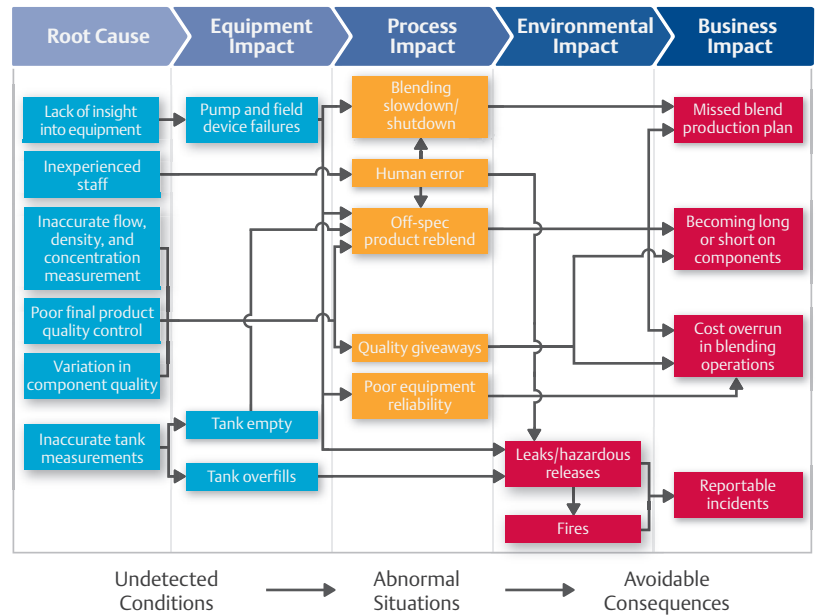 Root Cause
Equipment
Impact
Process
Impact
Environmental
Impact
Business
Impact
Lack of insight
into equipment
Pump and field
device failures
Blending
slowdown/
shutdown
Missed blend
production plan
Inexperienced
staff
Human error
Inaccurate flow,
density, and
concentration
measurement
Off-spec
product reblend
Becoming long
or short on
components
Poor final product
quality control
Quality giveaways
Cost overrun
in blending
operations
Variation in
component quality
Poor equipment
reliability
Inaccurate tank
measurements
Tank empty
Tank overfills
Leaks/hazardous
releases
Fires
Reportable
incidents
Undetected
Conditions
Abnormal
Situations
Avoidable
Consequences